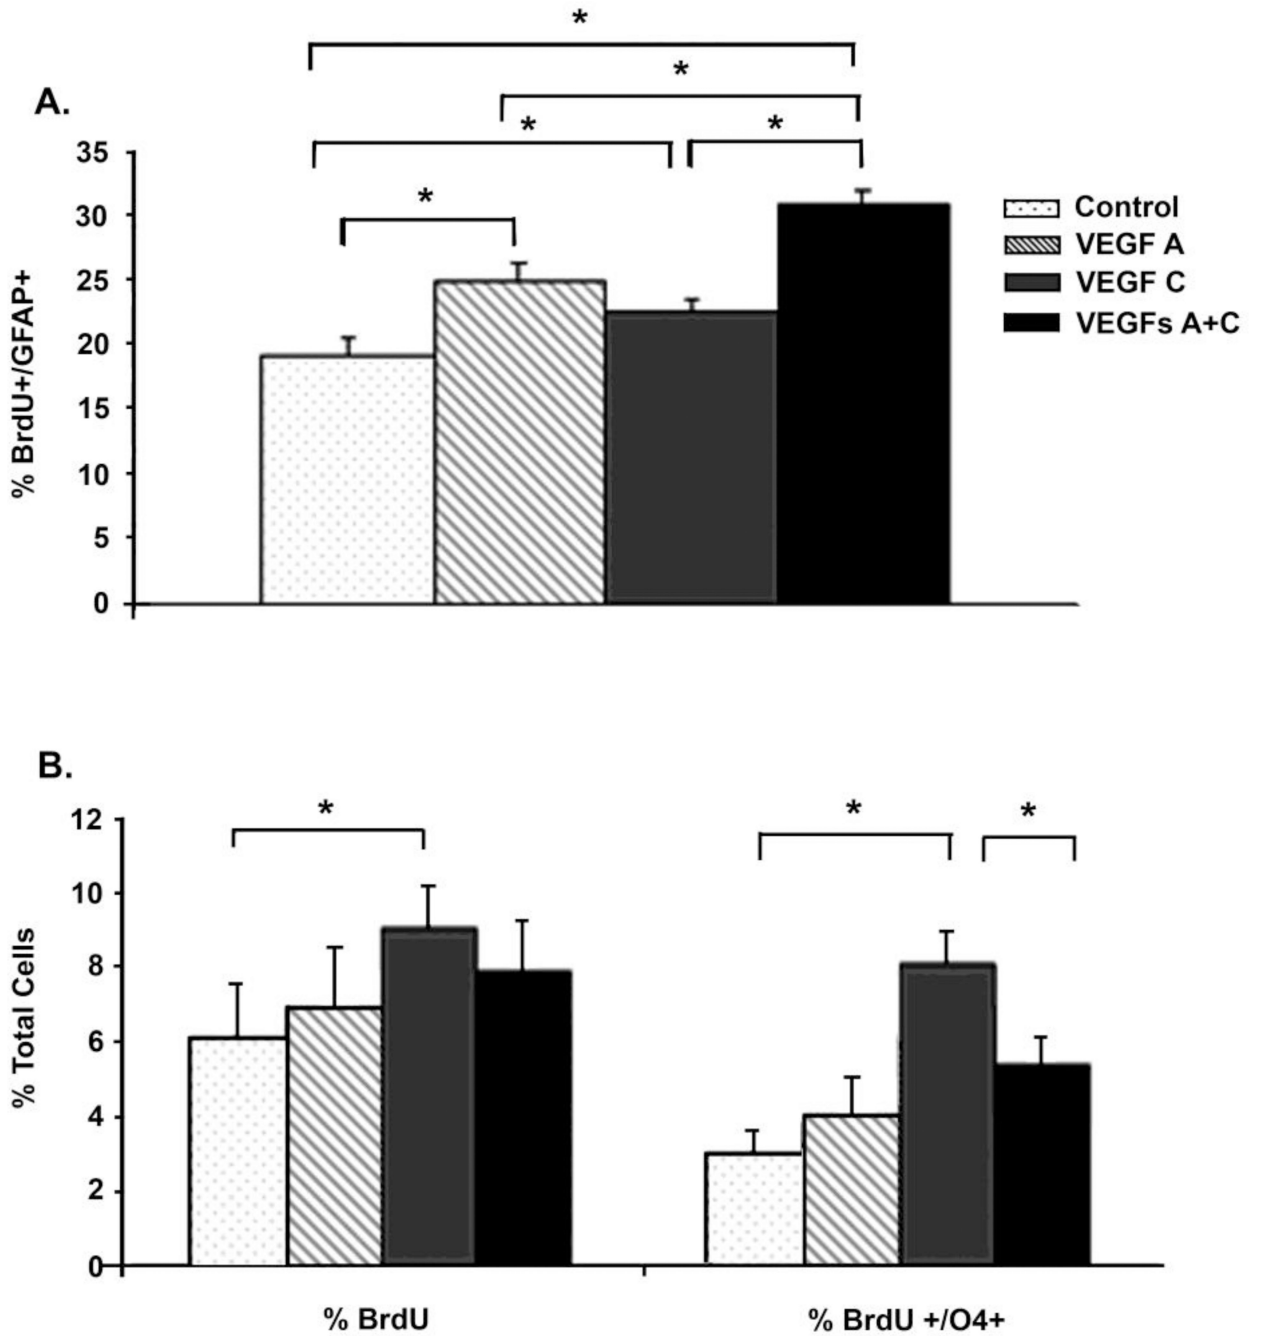 *
*
A.
*
*
35
*
30
25
20
15
10
5
0
% BrdU+/GFAP+
Control
VEGF A
VEGF C
VEGFs A+C
B.
*
*
*
12
10
8
6
4
2
0
% Total Cells
% BrdU
% BrdU +/O4+